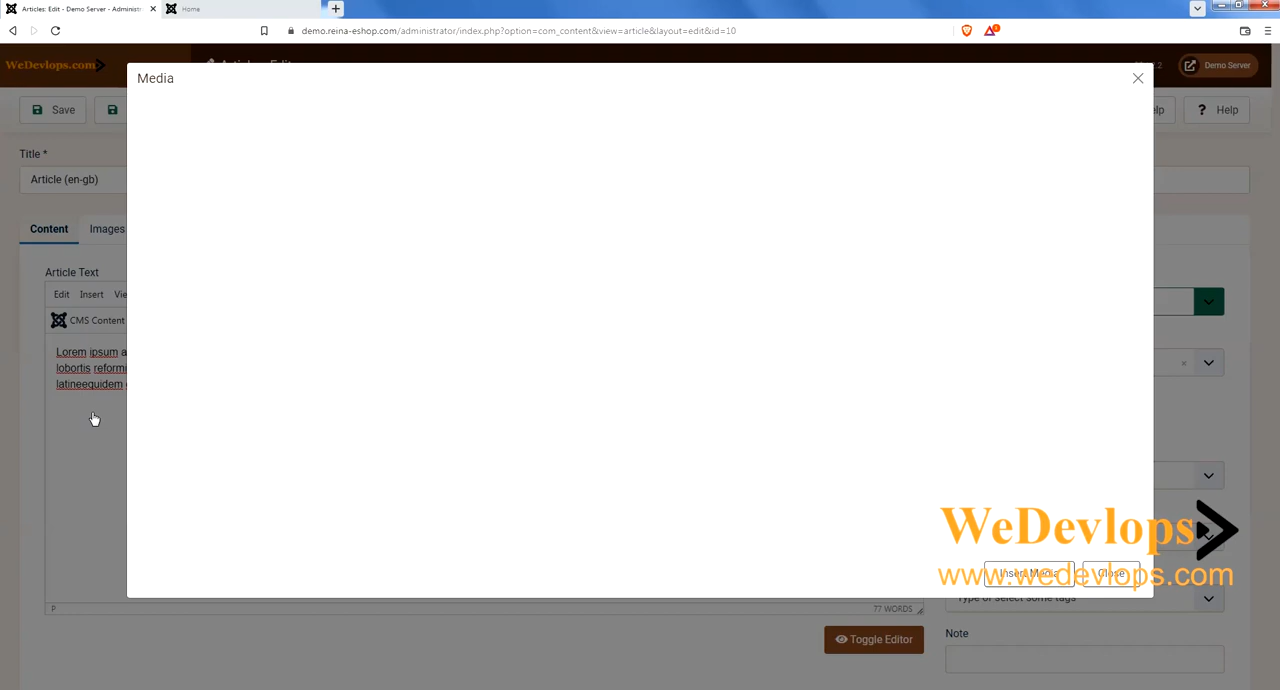 Articles: Edit - Demo Server - Administr
Home
demo.reina-eshop.com/administrator/index.php?option=com_content&view=article&layout=edit&id=10
WeDevlops.com
Demo Server
Media
Save
Help
Title *
Article (en-gb)
Content
Images
Article Text
Edit Insert
CMS Content
Lorem ipsum
lobortis
latineequidem
WeDevlops
www.wedevlops.com
Insert Media
Close
Type or select some tags
P
77 WORDS
Toggle Editor
Note